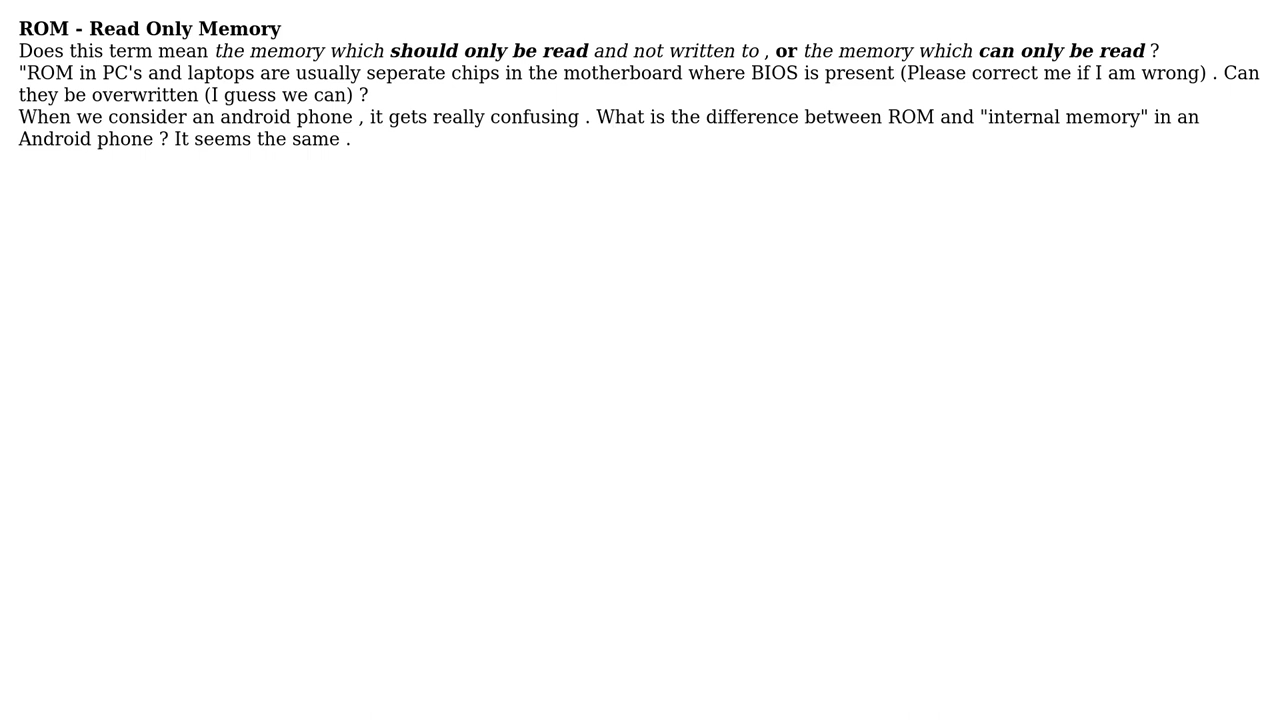 ROM - Read Only Memory
Does this term mean the memory which should only be read and not written to , or the memory which can only be read ?
"ROM in PC's and laptops are usually seperate chips in the motherboard where BIOS is present (Please correct me if I am wrong) . Can
they be overwritten (I guess we can) ?
When we consider an android phone , it gets really confusing . What is the difference between ROM and "internal memory" in an
Android phone ? It seems the same .